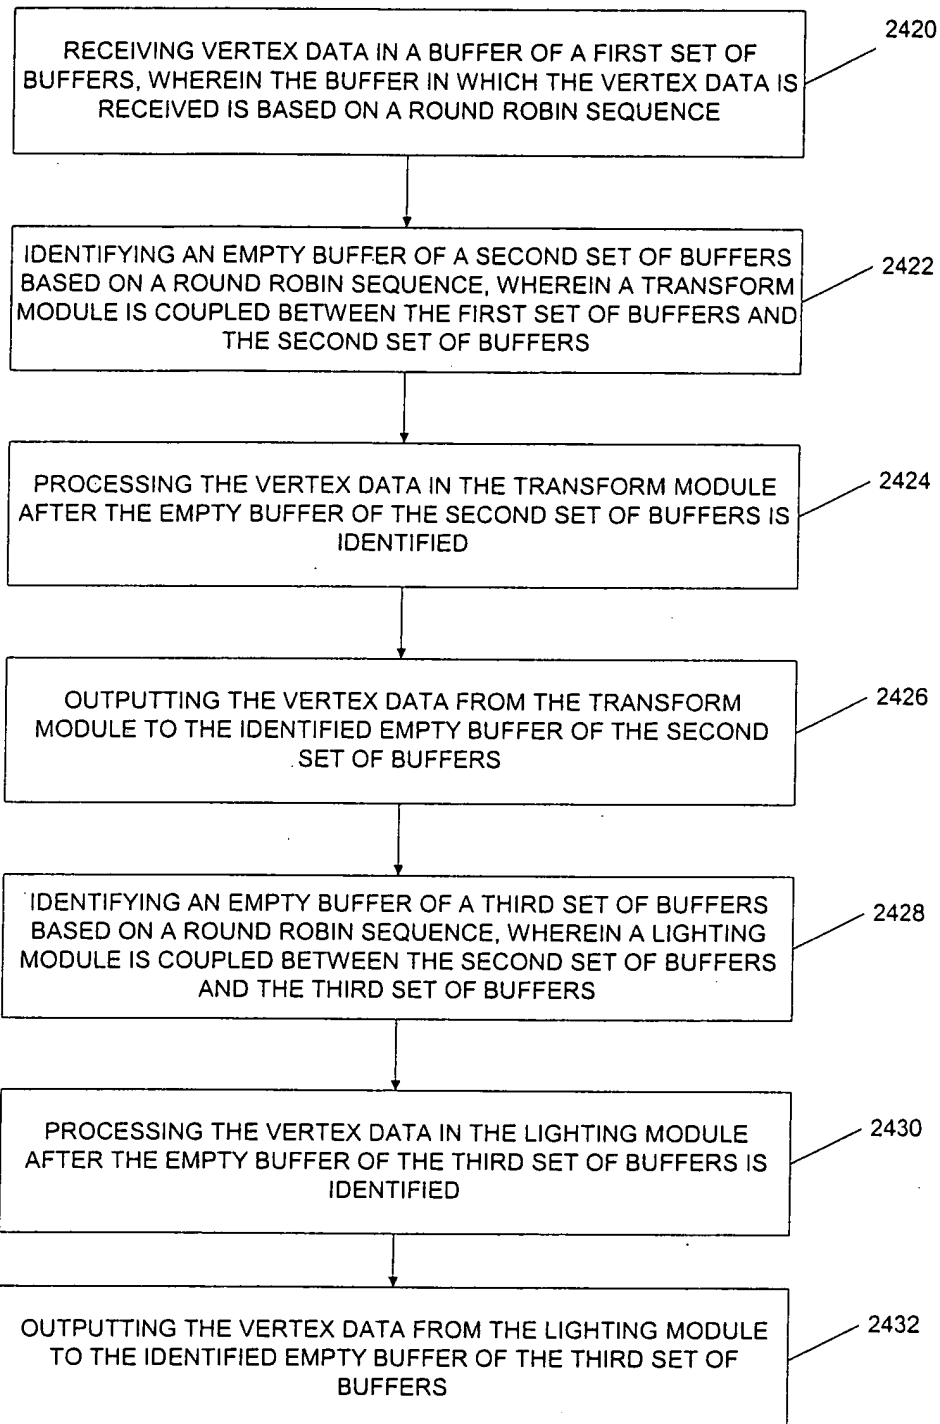 2420
RECEIVING VERTEX DATA IN A BUFFER OF A FIRST SET OF
BUFFERS, WHEREIN THE BUFFER IN WHICH THE VERTEX DATA IS
RECEIVED IS BASED ON A ROUND ROBIN SEQUENCE
2422
IDENTIFYING AN EMPTY BUFFER OF A SECOND SET OF BUFFERS
BASED ON A ROUND ROBIN SEQUENCE, WHEREIN A TRANSFORM
MODULE IS COUPLED BETWEEN THE FIRST SET OF BUFFERS AND
THE SECOND SET OF BUFFERS
2424
PROCESSING THE VERTEX DATA IN THE TRANSFORM MODULE
AFTER THE EMPTY BUFFER OF THE SECOND SET OF BUFFERS IS
IDENTIFIED
2426
OUTPUTTING THE VERTEX DATA FROM THE TRANSFORM
MODULE TO THE IDENTIFIED EMPTY BUFFER OF THE SECOND
SET OF BUFFERS
2428
IDENTIFYING AN EMPTY BUFFER OF A THIRD SET OF BUFFERS
BASED ON A ROUND ROBIN SEQUENCE, WHEREIN A LIGHTING
MODULE IS COUPLED BETWEEN THE SECOND SET OF BUFFERS
AND THE THIRD SET OF BUFFERS
2430
PROCESSING THE VERTEX DATA IN THE LIGHTING MODULE
AFTER THE EMPTY BUFFER OF THE THIRD SET OF BUFFERS IS
IDENTIFIED
2432
OUTPUTTING THE VERTEX DATA FROM THE LIGHTING MODULE
TO THE IDENTIFIED EMPTY BUFFER OF THE THIRD SET OF
BUFFERS